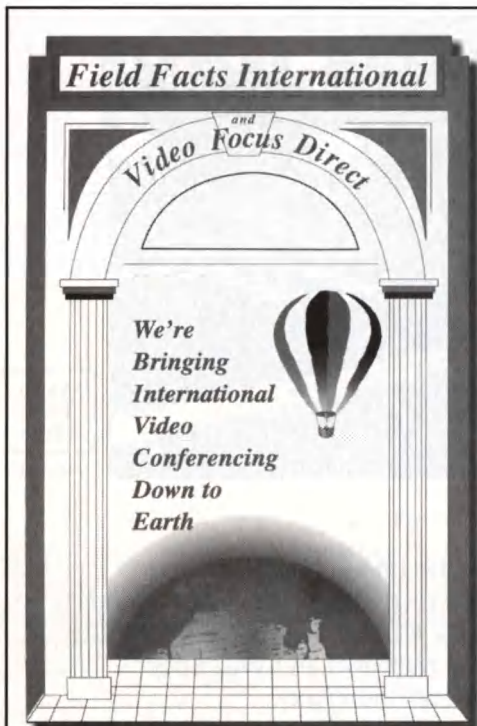 Field Facts International
and
Video Focus Direct
We're
Bringing
International
Video
Conferencing
Down to
Earth